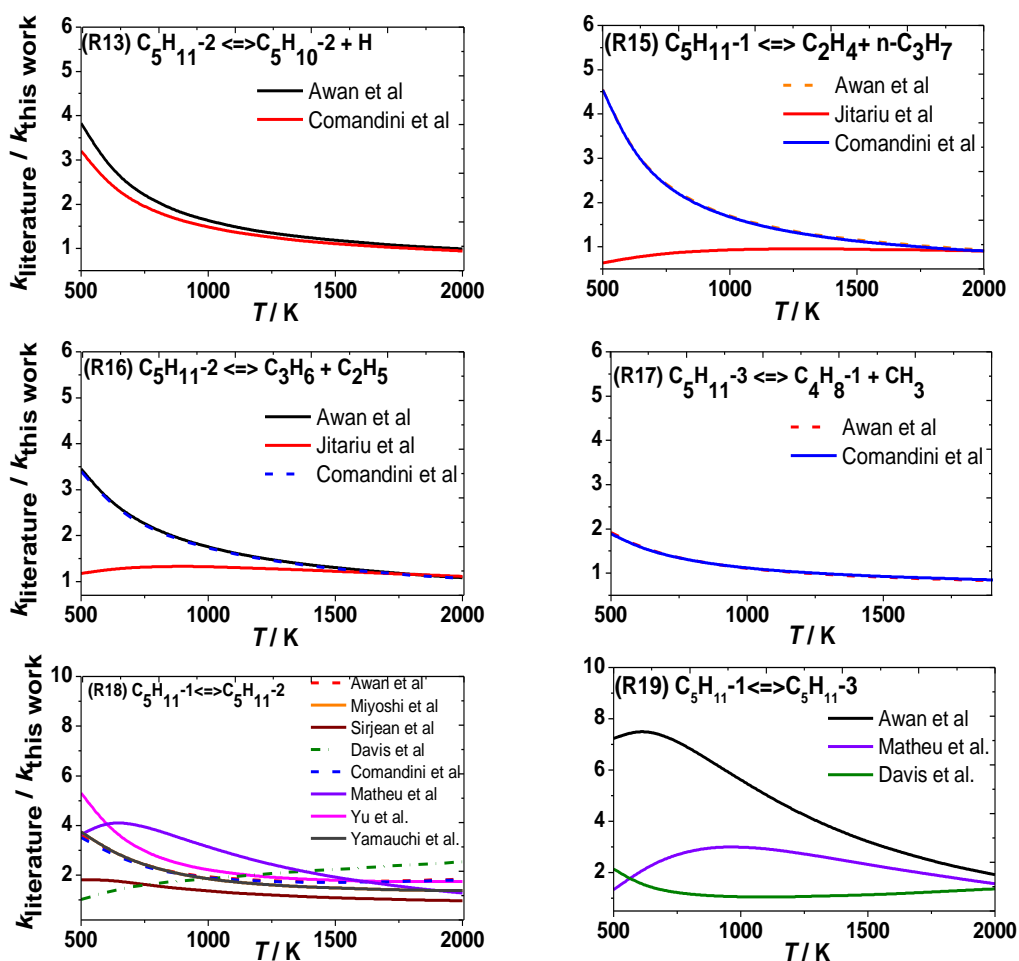 (R13) C5H11-2 <=>C5H10-2 + H
Awan et al
Comandini et al
kliterature / kthis work
6
5
4
3
2
1
500 1000 1500 2000
T / K
(R15) C5H11-1 <=> C2H4+ n-C3H7
Awan et al
Jitariu et al
Comandini et al
6
5
4
3
2
1
500 1000 1500 2000
T / K
(R16) C5H11-2 <=> C3H6 + C2H5
Awan et al
Jitariu et al
Comandini et al
kliterature / kthis work
6
5
4
3
2
1
500 1000 1500 2000
T / K
(R17) C5H11-3 <=> C4H8-1 + CH3
Awan et al
Comandini et al
6
5
4
3
2
1
500 1000 1500
T / K
(R18) C5H11-1<=>C5H11-2
Awan et al
Miyoshi et al
Sirjean et al
Davis et al
Comandini et al
Matheu et al
Yu et al.
Yamauchi et al.
kliterature / kthis work
10
8
6
4
2
500 1000 1500 2000
T / K
(R19) C5H11-1<=>C5H11-3
Awan et al
Matheu et al.
Davis et al.
10
8
6
4
2
500 1000 1500 2000
T / K